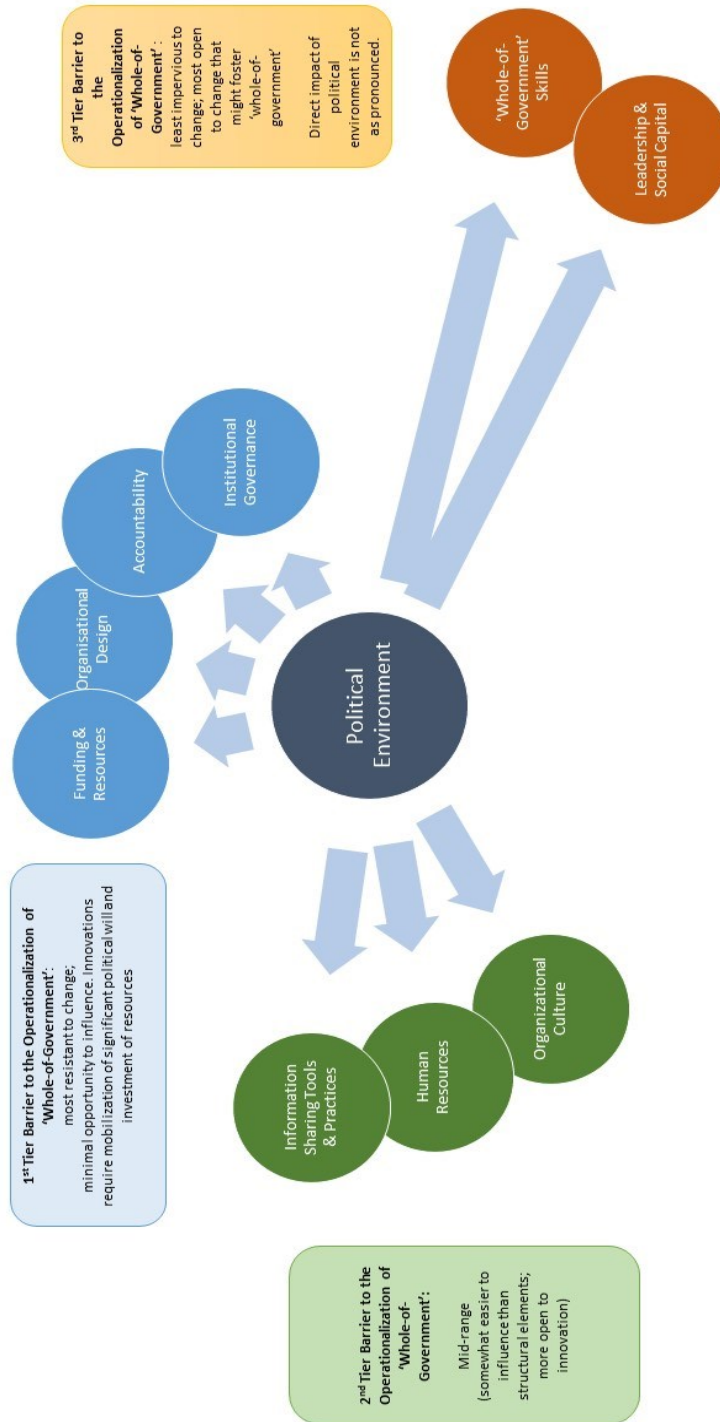 1st Tier Barrier to the Operationalization of
‘Whole-of-Government’:
most resistant to change;
minimal opportunity to influence. Innovations
require mobilization of significant political will and
investment of resources
Funding &
Resources
Organisational
Design
Accountability
Institutional
Governance
3rd Tier Barrier to
the
Operationalization
of ‘Whole-of-
Government’ :
least impervious to
change; most open
to change that
might foster
‘whole-of-
government’
Direct impact of
political
environment is not
as pronounced.
Political
Environment
2nd Tier Barrier to the
Operationalization of
‘Whole-of-
Government’:
Mid-range
(somewhat easier to
influence than
structural elements;
more open to
innovation)
Information
Sharing Tools
& Practices
Human
Resources
Organizational
Culture
‘Whole-of-
Government’
Skills
Leadership &
Social Capital